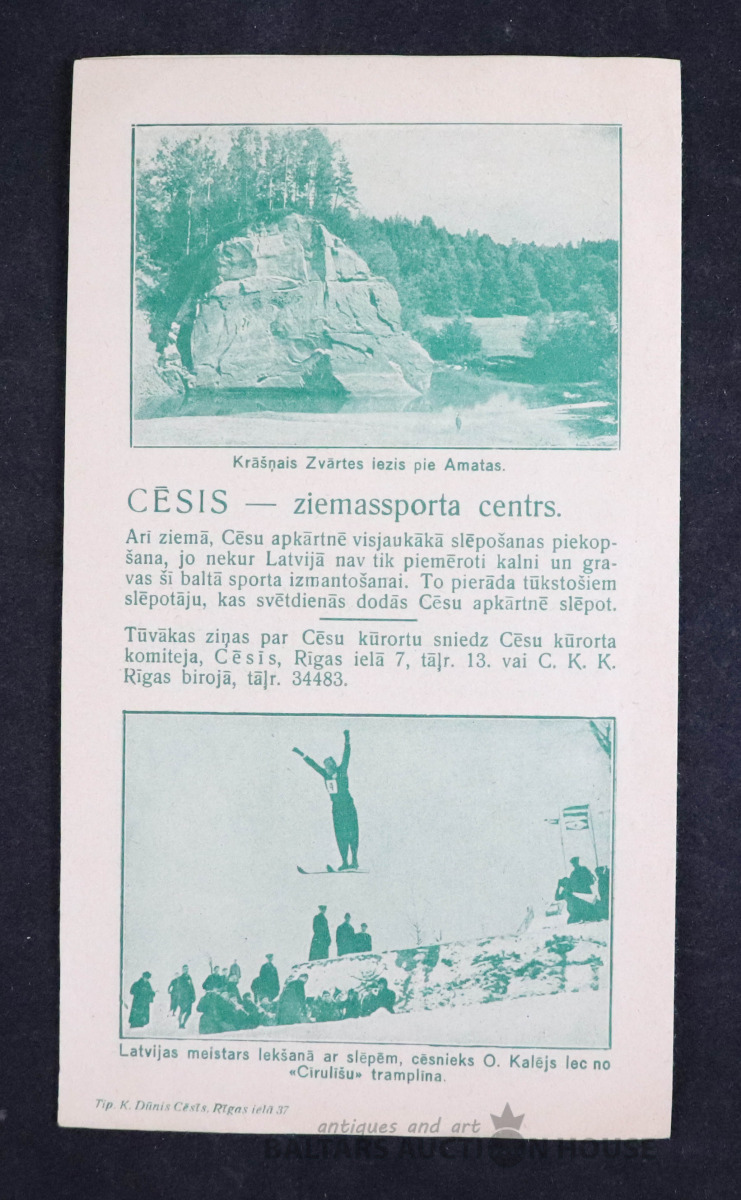 Krāšņais Zvārtes iezis pie Amatas.
CĒSIS — ziemassporta centrs.
Arī ziemā, Cēsu apkārtnē visjaukākā slēpošanas piekop-
šana, jo nekur Latvijā nav tik piemēroti kalni un gra-
vas šī baltā sporta izmantošanai. To pierāda tūkstošiem
slēpotāju, kas svētdienās dodās Cēsu apkārtnē slēpot.
Tūvākas ziņas par Cēsu kūrortu sniedz Cēsu kūrorta
komiteja, Cēsīs, Rīgas ielā 7, tāļr. 13. vai C. K. K.
Rīgas birojā, tāļr. 34483.
4
Latvijas meistars lekšanā ar slēpēm, cēsnieks O. Kalējs lec no
«Cīrulīšu» tramplīna.
Tip. K. Dūnis Cēsīs, Rīgas ielā 37
antiques and art
BALTARS AUCTION HOUSE